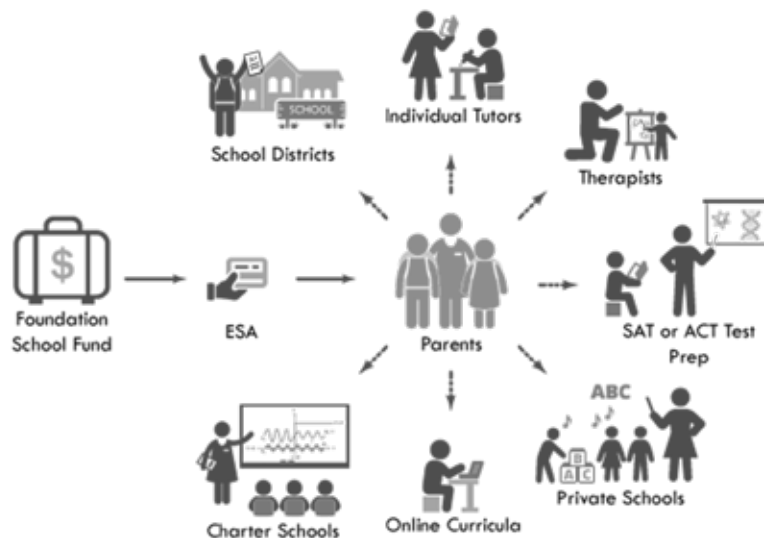 SCHOOL
School Districts
Individual Tutors
Therapists
$
Foundation
School Fund
ESA
Parents
SAT or ACT Test
Prep
ABC
B
A C
Private Schools
Online Curricula
Charter Schools